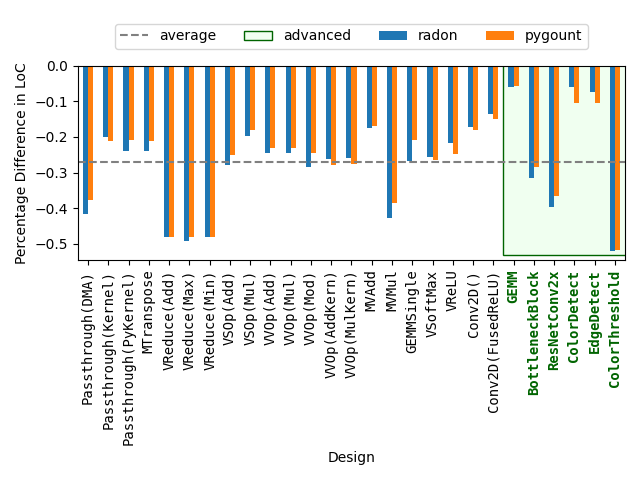 average advanced radon pygount
Percentage Difference in LoC
0.0
−0.1
−0.2
−0.3
−0.4
−0.5
Passthrough(DMA)
Passthrough(Kernel)
Passthrough(PyKernel)
MTranspose
VReduce(Add)
VReduce(Max)
VReduce(Min)
VSOp(Add)
VSOp(Mul)
VVOp(Add)
VVOp(Mul)
VVOp(Mod)
VVOp(AddKern)
VVOp(MulKern)
MVAdd
MVMul
GEMMSingle
VSoftMax
VReLU
Conv2D()
Conv2D(FusedReLU)
GEMM
BottleneckBlock
ResNetConv2x
ColorDetect
EdgeDetect
ColorThreshold
Design